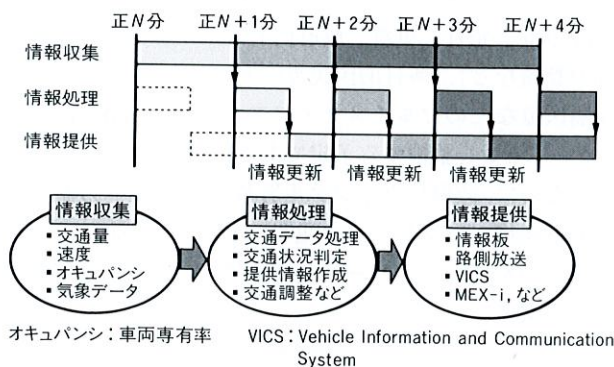 正N分 正N+1分 正N+2分 正N+3分 正N+4分
情報収集
情報処理
情報提供
情報更新 情報更新 情報更新
情報収集
▪ 交通量
▪ 速度
▪ オキュパンシ
▪ 気象データ
情報処理
▪ 交通データ処理
▪ 交通状況判定
▪ 提供情報作成
▪ 交通調整など
情報提供
▪ 情報板
▪ 路側放送
▪ VICS
▪ MEX-i, など
オキュパンシ：車両専有率
VICS：Vehicle Information and Communication
System